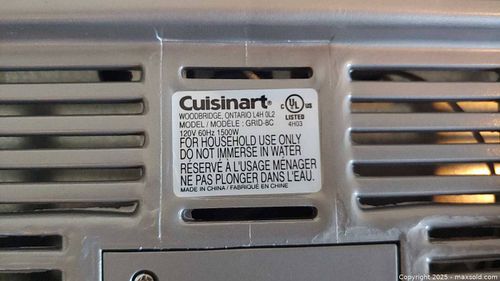 Cuisinart®
WOODBRIDGE, ONTARIO L4H 0L2
MODEL / MODÈLE : GRID-8C
120V 60Hz 1500W
C UL US
LISTED
4H03
FOR HOUSEHOLD USE ONLY
DO NOT IMMERSE IN WATER
RÉSERVÉ À L'USAGE MÉNAGER
NE PAS PLONGER DANS L'EAU.
MADE IN CHINA / FABRIQUÉ EN CHINE
Copyright © 2025 - maxsold.com